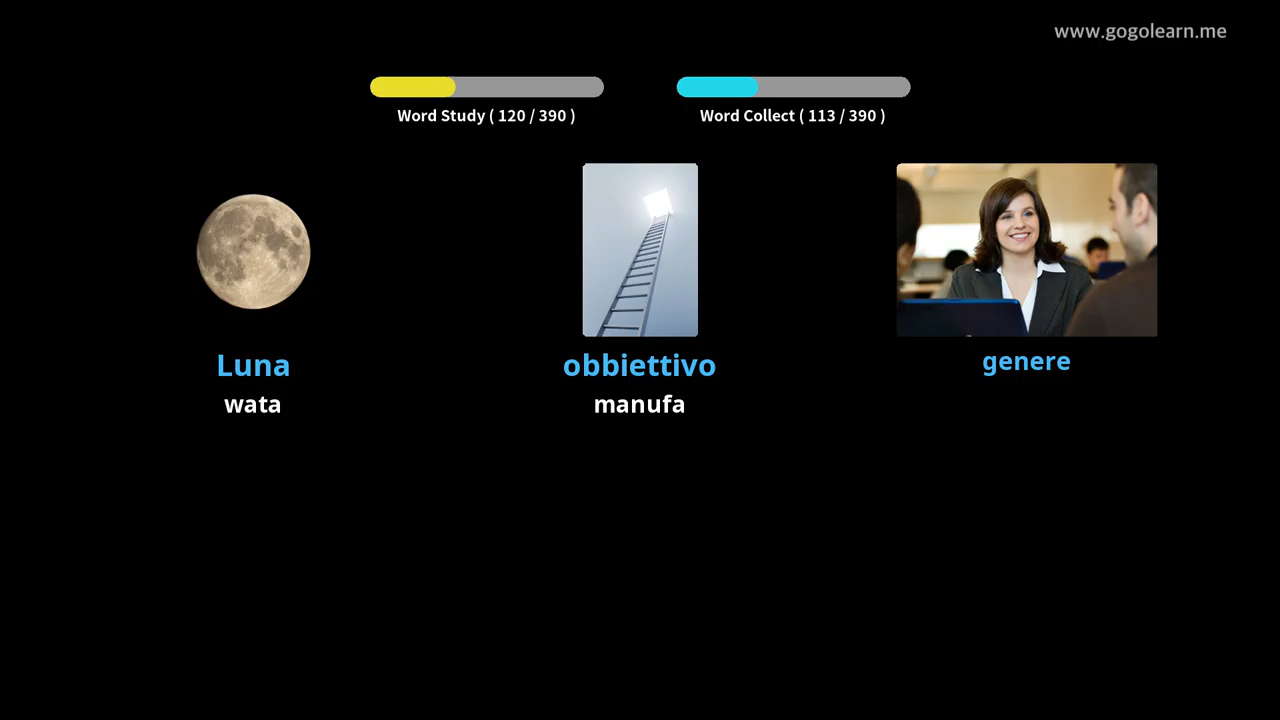 www.gogolearn.me
Word Study ( 120 / 390 )
Word Collect ( 113 / 390 )
Luna
wata
obbiettivo
manufa
genere